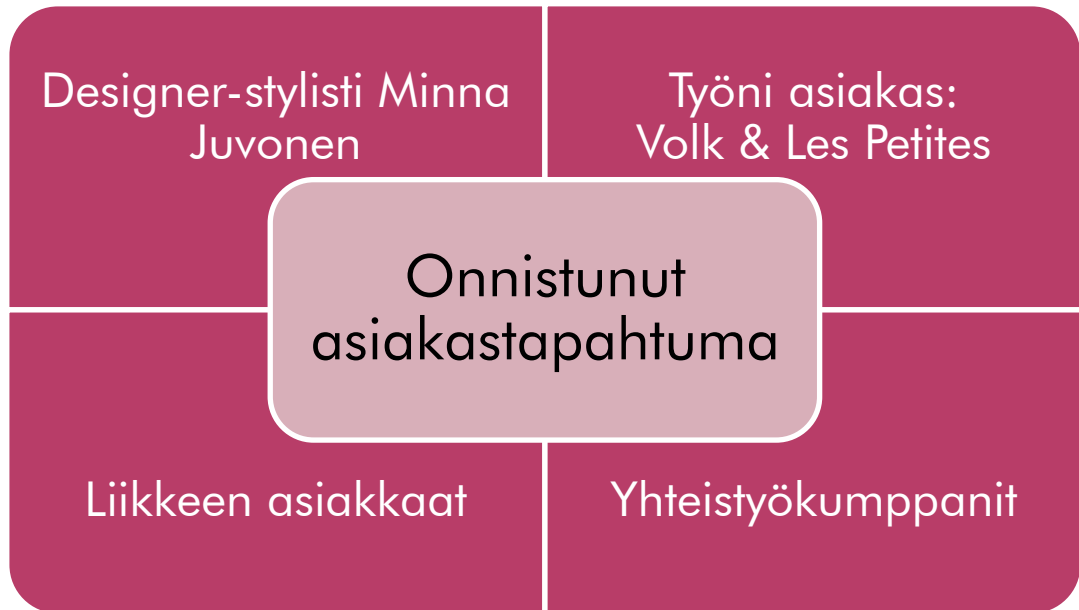 Designer-stylisti Minna
Juvonen
Työni asiakas:
Volk & Les Petites
Onnistunut
asiakastapahtuma
Liikkeen asiakkaat
Yhteistyökumppanit